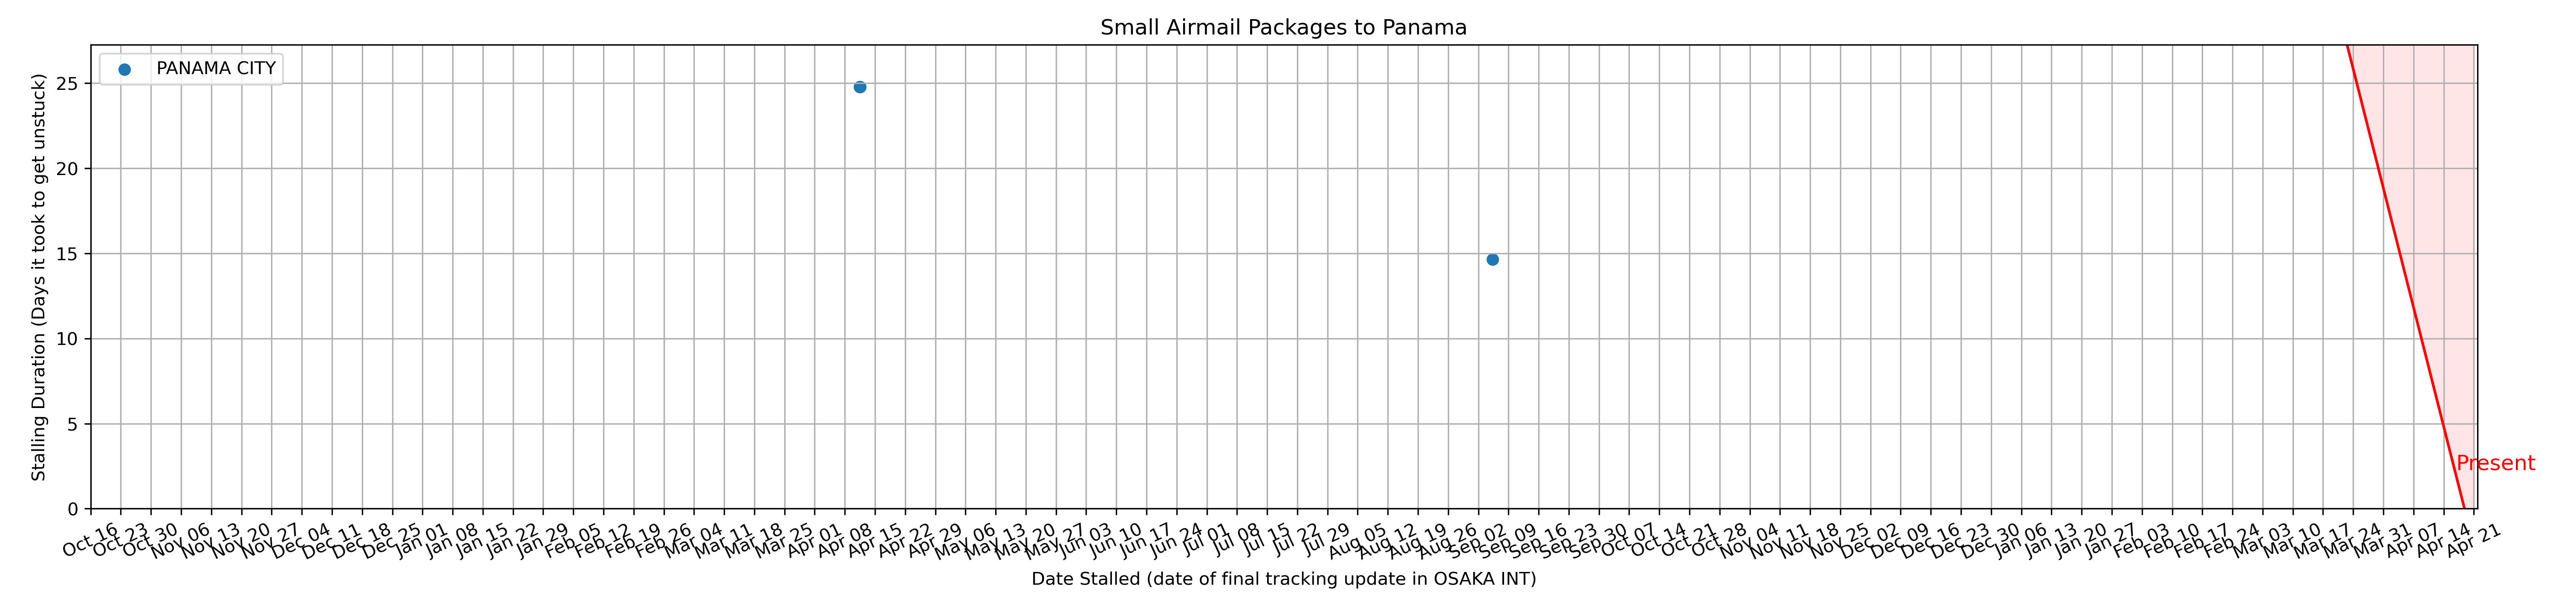 Small Airmail Packages to Panama
PANAMA CITY
Stalling Duration (Days it took to get unstuck)
25
20
15
10
5
0
Present
Oct 16 Oct 23 Oct 30 Nov 06 Nov 13 Nov 20 Nov 27 Dec 04 Dec 11 Dec 18 Dec 25 Jan 01 Jan 08 Jan 15 Jan 22 Jan 29 Feb 05 Feb 12 Feb 19 Feb 26 Mar 04 Mar 11 Mar 18 Mar 25 Apr 01 Apr 08 Apr 15 Apr 22 Apr 29 May 06 May 13 May 20 May 27 Jun 03 Jun 10 Jun 17 Jun 24 Jul 01 Jul 08 Jul 15 Jul 22 Jul 29 Aug 05 Aug 12 Aug 19 Aug 26 Sep 02 Sep 09 Sep 16 Sep 23 Sep 30 Oct 07 Oct 14 Oct 21 Oct 28 Nov 04 Nov 11 Nov 18 Nov 25 Dec 02 Dec 09 Dec 16 Dec 23 Dec 30 Jan 06 Jan 13 Jan 20 Jan 27 Feb 03 Feb 10 Feb 17 Feb 24 Mar 03 Mar 10 Mar 17 Mar 24 Mar 31 Apr 07 Apr 14 Apr 21
Date Stalled (date of final tracking update in OSAKA INT)